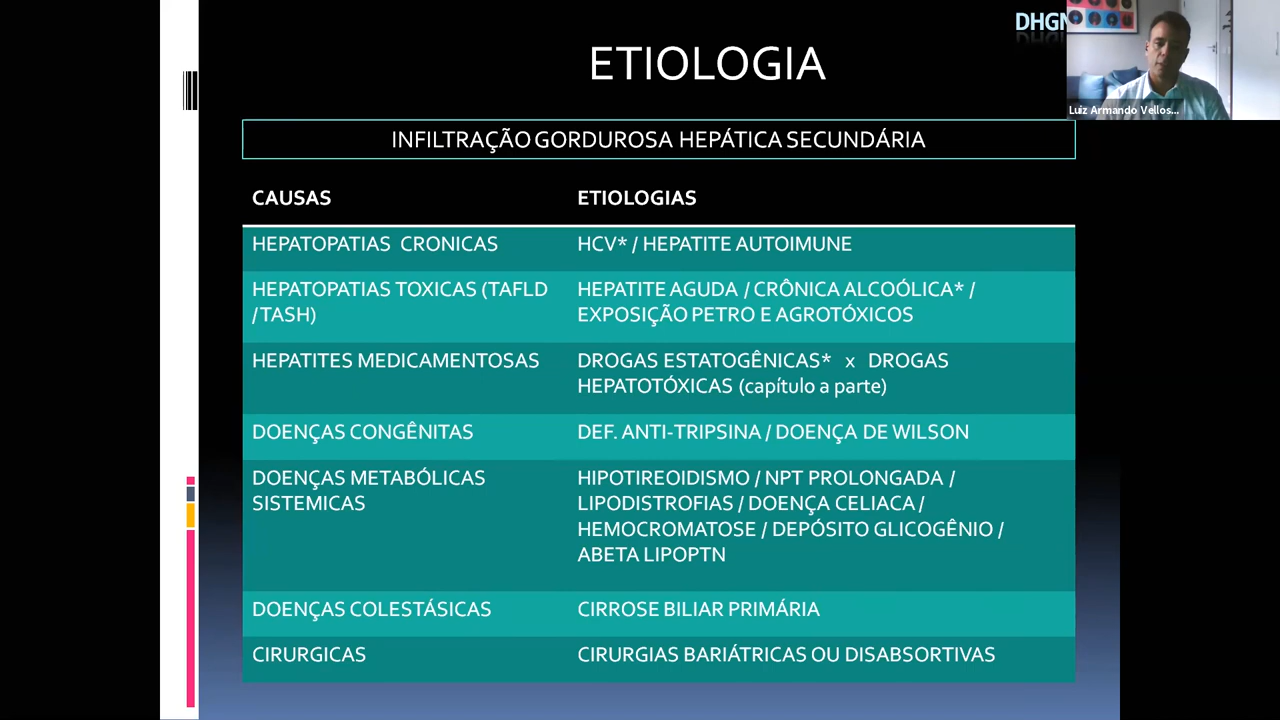 DHGN
ETIOLOGIA
Luiz Armando Vellos...
INFILTRAÇÃO GORDUROSA HEPÁTICA SECUNDÁRIA
CAUSAS ETIOLOGIAS
HEPATOPATIAS CRONICAS HCV* / HEPATITE AUTOIMUNE
HEPATOPATIAS TOXICAS (TAFLD HEPATITE AGUDA / CRÔNICA ALCOÓLICA* /
/TASH) EXPOSIÇÃO PETRO E AGROTÓXICOS
HEPATITES MEDICAMENTOSAS DROGAS ESTATOGÊNICAS* x DROGAS
HEPATOTÓXICAS (capítulo a parte)
DOENÇAS CONGÊNITAS DEF. ANTI-TRIPSINA / DOENÇA DE WILSON
DOENÇAS METABÓLICAS HIPOTIREOIDISMO / NPT PROLONGADA /
SISTEMICAS LIPODISTROFIAS / DOENÇA CELIACA /
HEMOCROMATOSE / DEPÓSITO GLICOGÊNIO /
ABETA LIPOPTN
DOENÇAS COLESTÁSICAS CIRROSE BILIAR PRIMÁRIA
CIRURGICAS CIRURGIAS BARIÁTRICAS OU DISABSORTIVAS